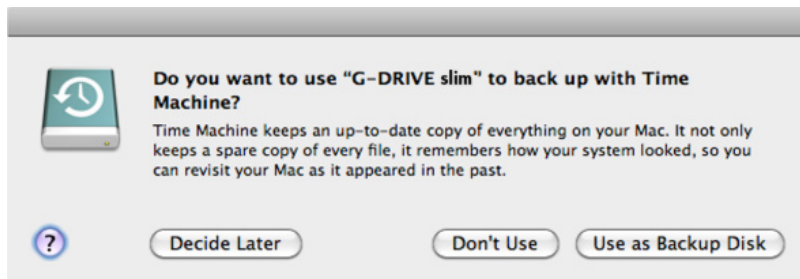 Do you want to use “G-DRIVE slim” to back up with Time
Machine?
Time Machine keeps an up-to-date copy of everything on your Mac. It not only
keeps a spare copy of every file, it remembers how your system looked, so you
can revisit your Mac as it appeared in the past.
? Decide Later Don't Use Use as Backup Disk